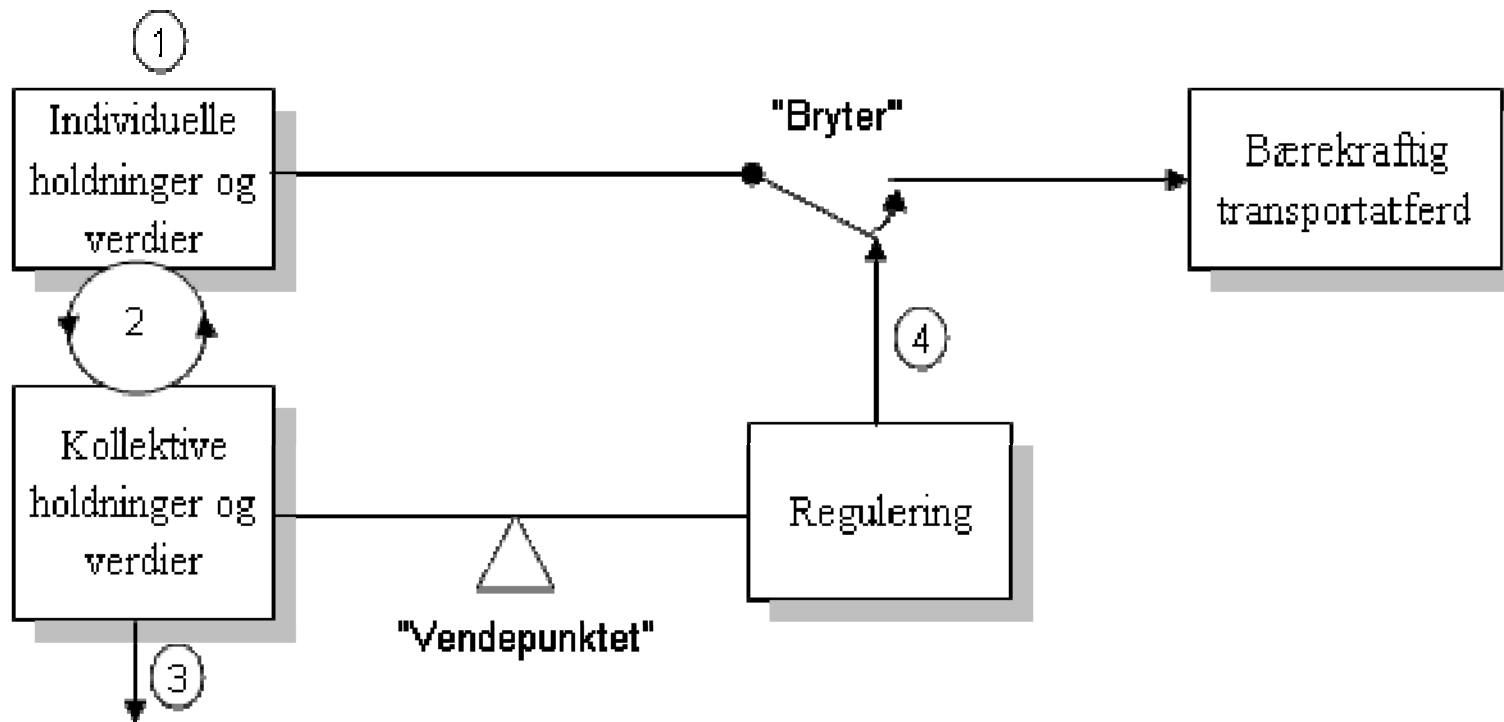 1
Individuelle
holdninger og
verdier
"Bryter"
Bærekraftig
transportatferd
2
4
Kollektive
holdninger og
verdier
Regulering
"Vendepunktet"
3